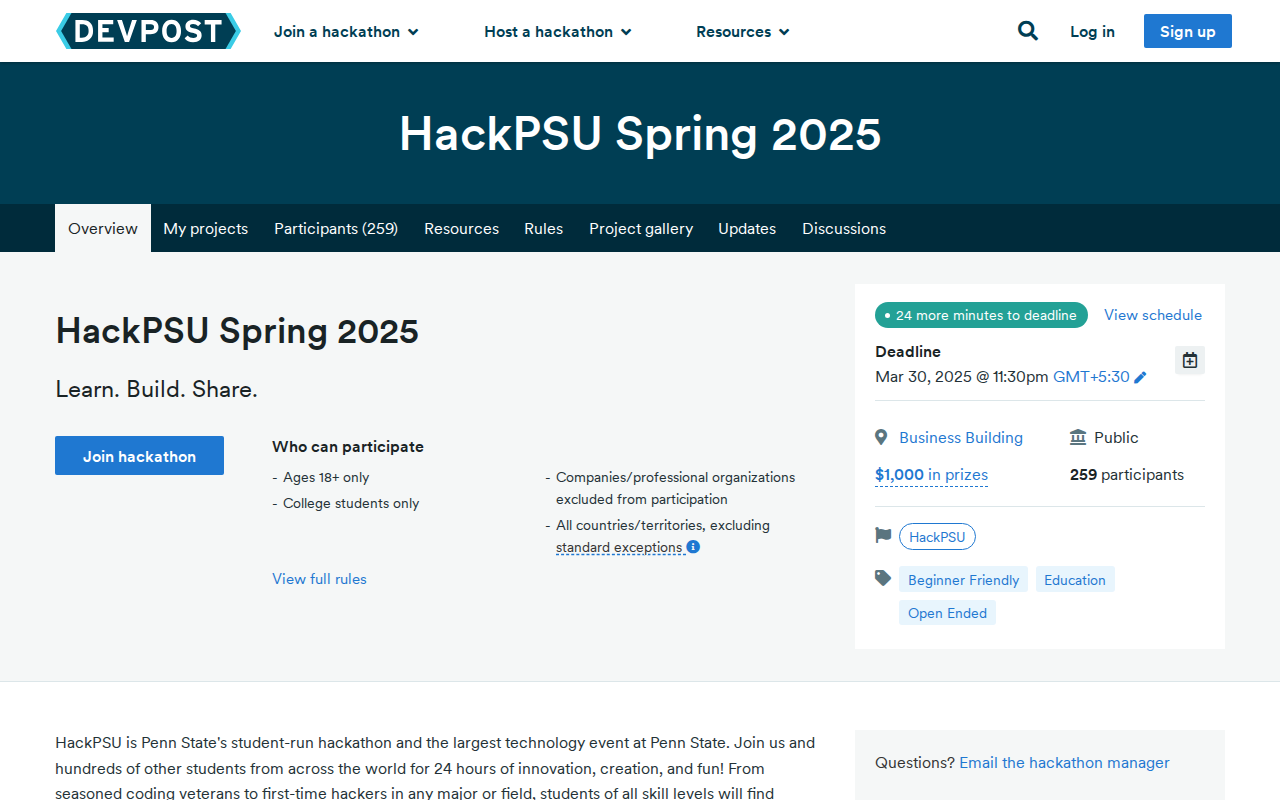 DEVPOST
Join a hackathon
Host a hackathon
Resources
Log in
Sign up
HackPSU Spring 2025
Overview
My projects
Participants (259)
Resources
Rules
Project gallery
Updates
Discussions
HackPSU Spring 2025
Learn. Build. Share.
Join hackathon
Who can participate
- Ages 18+ only
- College students only
- Companies/professional organizations
excluded from participation
- All countries/territories, excluding
standard exceptions
View full rules
24 more minutes to deadline
View schedule
Deadline
Mar 30, 2025 @ 11:30pm GMT+5:30
Business Building
Public
$1,000 in prizes
259 participants
HackPSU
Beginner Friendly
Education
Open Ended
HackPSU is Penn State's student-run hackathon and the largest technology event at Penn State. Join us and
hundreds of other students from across the world for 24 hours of innovation, creation, and fun! From
seasoned coding veterans to first-time hackers in any major or field, students of all skill levels will find
Questions? Email the hackathon manager